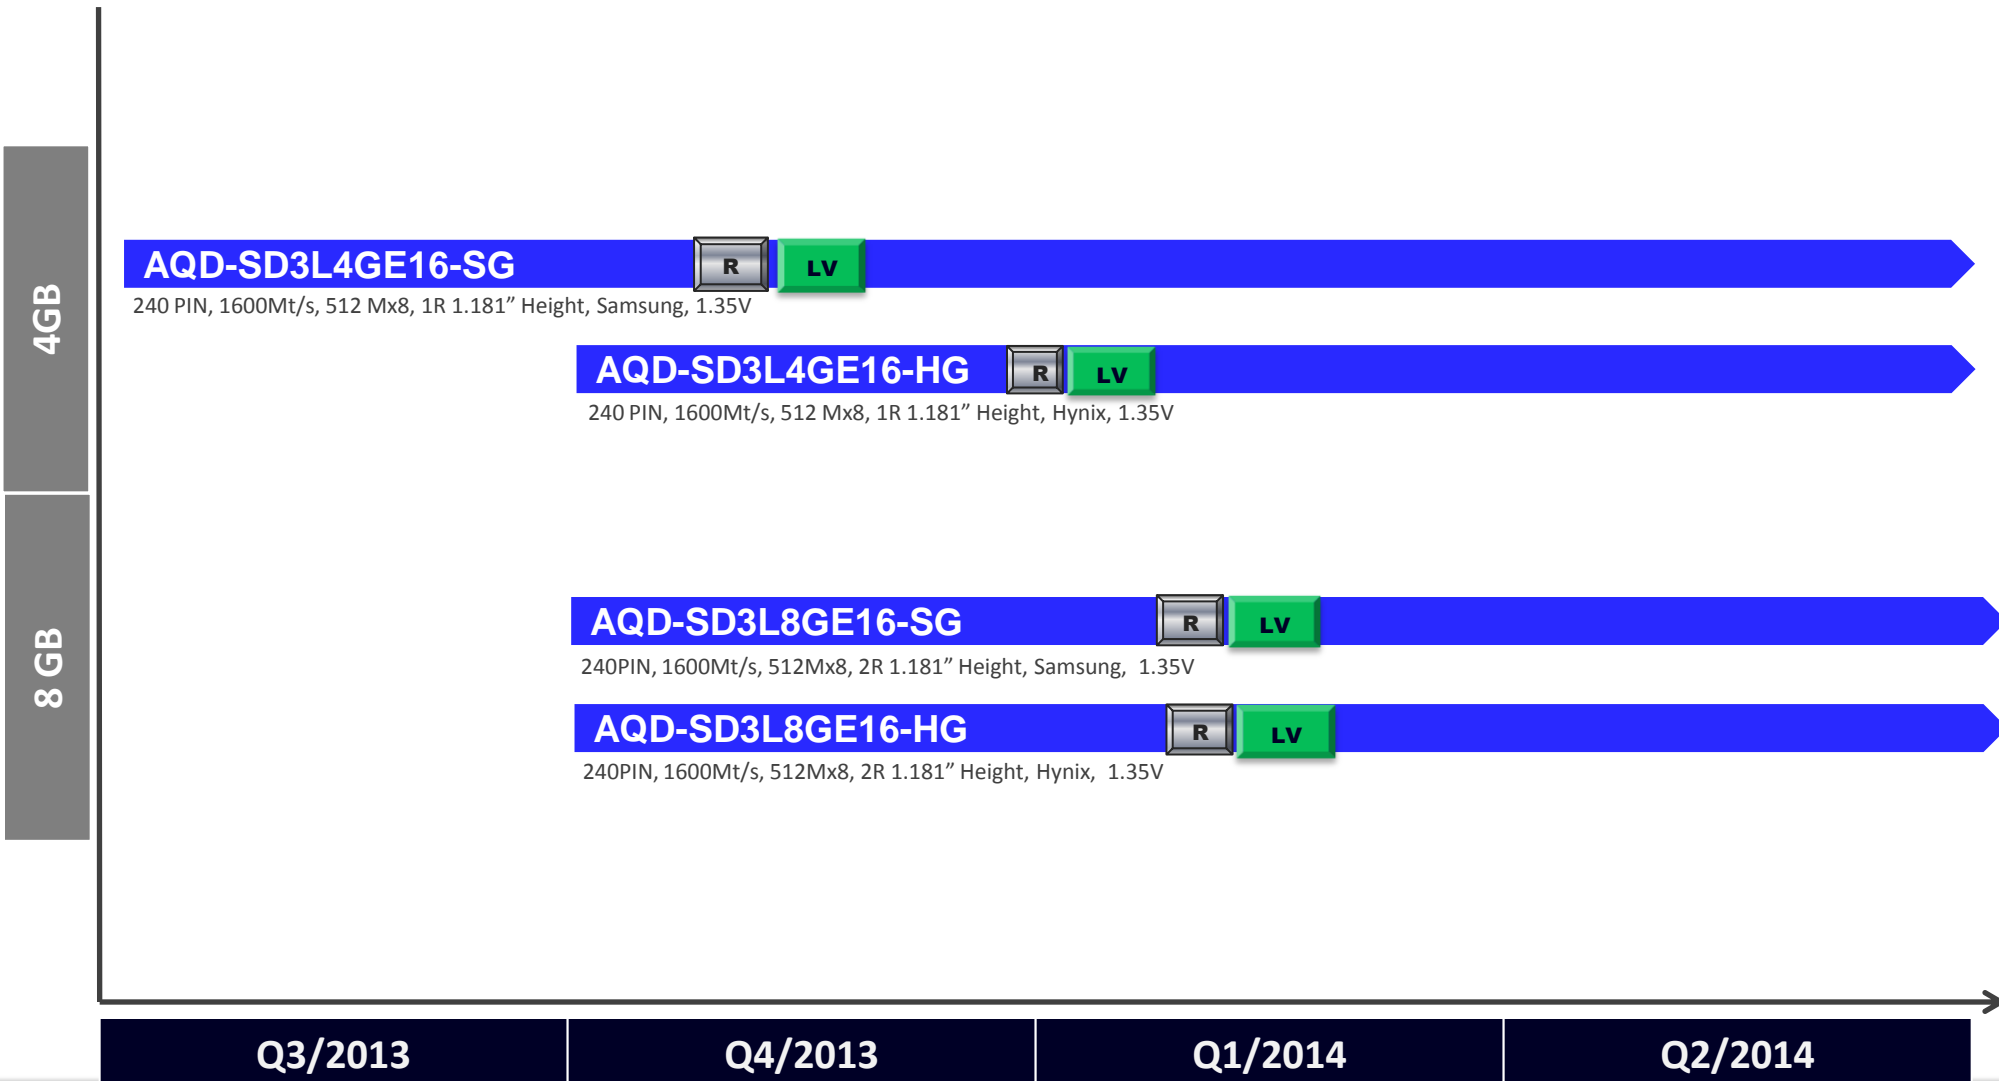 4GB
AQD-SD3L4GE16-SG R LV
240 PIN, 1600Mt/s, 512 Mx8, 1R 1.181” Height, Samsung, 1.35V
AQD-SD3L4GE16-HG R LV
240 PIN, 1600Mt/s, 512 Mx8, 1R 1.181” Height, Hynix, 1.35V
8 GB
AQD-SD3L8GE16-SG R LV
240PIN, 1600Mt/s, 512Mx8, 2R 1.181” Height, Samsung, 1.35V
AQD-SD3L8GE16-HG R LV
240PIN, 1600Mt/s, 512Mx8, 2R 1.181” Height, Hynix, 1.35V
Q3/2013 Q4/2013 Q1/2014 Q2/2014